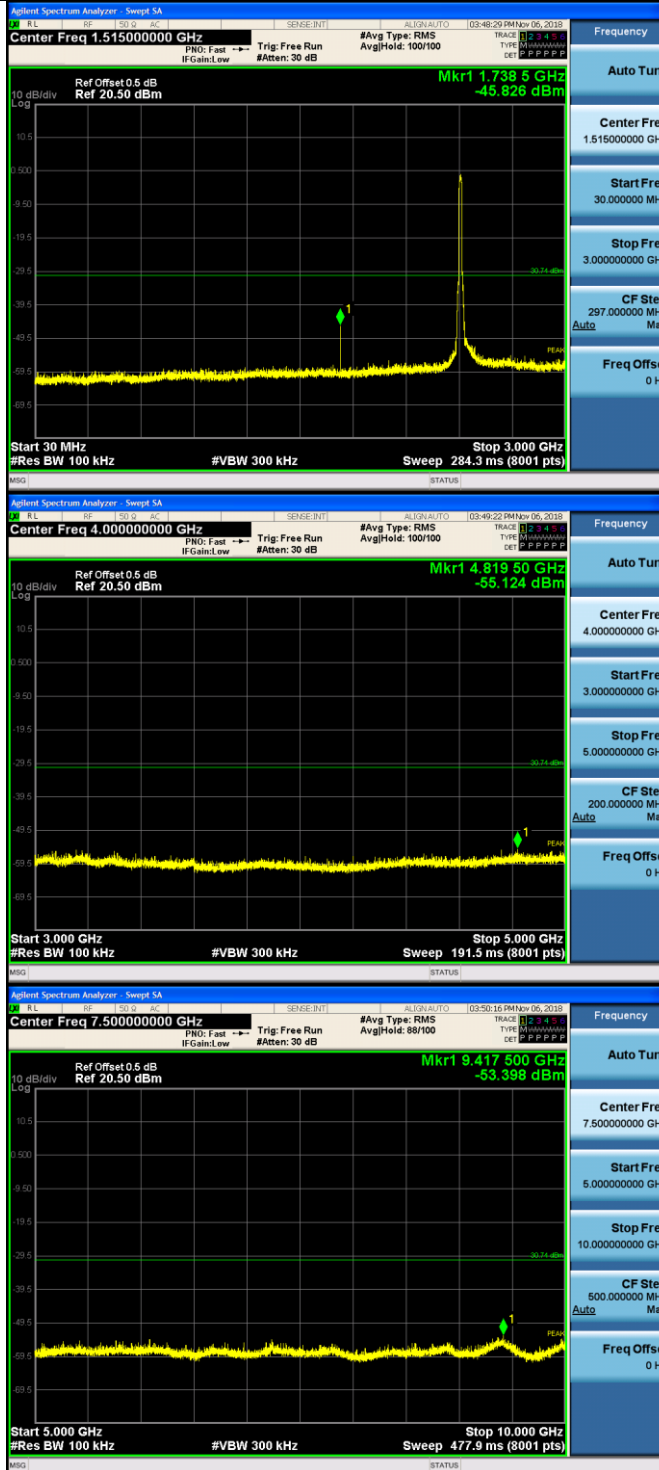 Agilent Spectrum Analyzer - Swept SA
RL RF 50 Ω AC SENSE:INT ALIGNAUTO 03:48:29 PM Nov 06, 2018
Center Freq 1.515000000 GHz
PNO: Fast
IFGain:Low
Trig: Free Run
#Atten: 30 dB
#Avg Type: RMS
Avg|Hold: 100/100
TRACE 1 2 3 4 5 6
TYPE M
DET P P P P P P
Ref Offset 0.5 dB
Ref 20.50 dBm
Mkr1 1.738 5 GHz
-45.826 dBm
10 dB/div
Log
10.5
0.500
-9.50
-19.5
-29.5
-39.5
-49.5
-59.5
-69.5
30.74 dBm
1
PEAK
Start 30 MHz
Stop 3.000 GHz
#Res BW 100 kHz
#VBW 300 kHz
Sweep 284.3 ms (8001 pts)
MSG
STATUS
Frequency
Auto Tun
Center Fre
1.515000000 GH
Start Fre
30.000000 MH
Stop Fre
3.000000000 GH
CF Ste
297.000000 MH
Auto Ma
Freq Offs
0 H
Agilent Spectrum Analyzer - Swept SA
RL RF 50 Ω AC SENSE:INT ALIGNAUTO 03:49:22 PM Nov 06, 2018
Center Freq 4.000000000 GHz
PNO: Fast
IFGain:Low
Trig: Free Run
#Atten: 30 dB
#Avg Type: RMS
Avg|Hold: 100/100
TRACE 1 2 3 4 5 6
TYPE M
DET P P P P P P
Ref Offset 0.5 dB
Ref 20.50 dBm
Mkr1 4.819 50 GHz
-55.124 dBm
10 dB/div
Log
10.5
0.500
-9.50
-19.5
-29.5
-39.5
-49.5
-59.5
-69.5
30.74 dBm
1
PEAK
Start 3.000 GHz
Stop 5.000 GHz
#Res BW 100 kHz
#VBW 300 kHz
Sweep 191.5 ms (8001 pts)
MSG
STATUS
Frequency
Auto Tun
Center Fre
4.000000000 GH
Start Fre
3.000000000 GH
Stop Fre
5.000000000 GH
CF Ste
200.000000 MH
Auto Ma
Freq Offs
0 H
Agilent Spectrum Analyzer - Swept SA
RL RF 50 Ω AC SENSE:INT ALIGNAUTO 03:50:16 PM Nov 06, 2018
Center Freq 7.500000000 GHz
PNO: Fast
IFGain:Low
Trig: Free Run
#Atten: 30 dB
#Avg Type: RMS
Avg|Hold: 88/100
TRACE 1 2 3 4 5 6
TYPE M
DET P P P P P P
Ref Offset 0.5 dB
Ref 20.50 dBm
Mkr1 9.417 500 GHz
-53.398 dBm
10 dB/div
Log
10.5
0.500
-9.50
-19.5
-29.5
-39.5
-49.5
-59.5
-69.5
30.74 dBm
1
PEAK
Start 5.000 GHz
Stop 10.000 GHz
#Res BW 100 kHz
#VBW 300 kHz
Sweep 477.9 ms (8001 pts)
MSG
STATUS
Frequency
Auto Tun
Center Fre
7.500000000 GH
Start Fre
5.000000000 GH
Stop Fre
10.000000000 GH
CF Ste
500.000000 MH
Auto Ma
Freq Offs
0 H